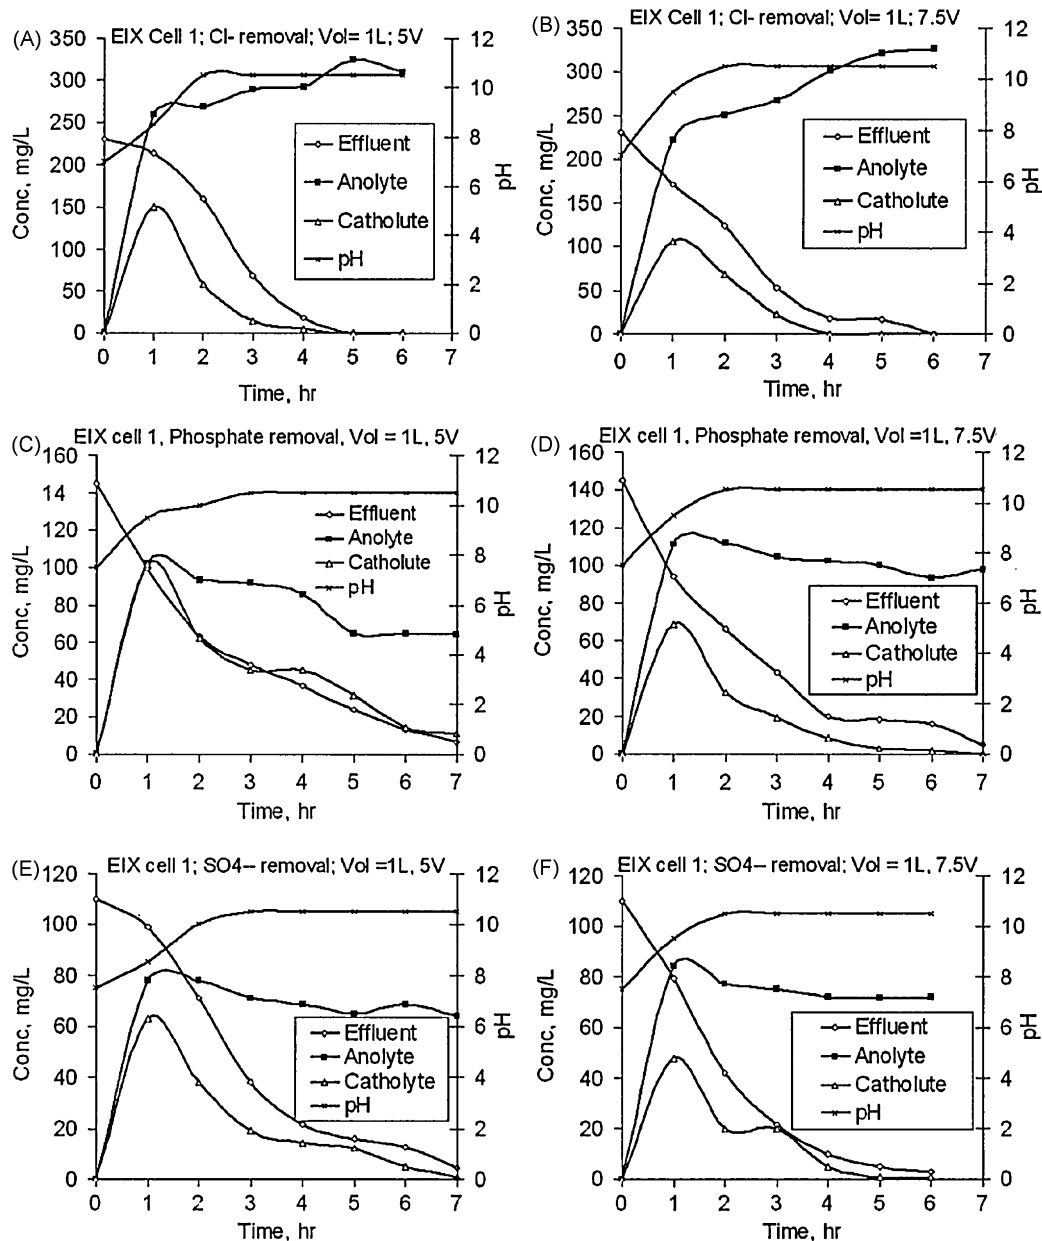 (A) EIX Cell 1; Cl- removal; Vol= 1L; 5V
350
300
250
200
150
100
50
0
Conc, mg/L
12
10
8
6
4
2
0
pH
Effluent
Anolyte
Catholute
pH
0 1 2 3 4 5 6 7
Time, hr
(B) EIX Cell 1; Cl- removal; Vol= 1L; 7.5V
350
300
250
200
150
100
50
0
Conc, mg/L
12
10
8
6
4
2
0
pH
Effluent
Anolyte
Catholute
pH
0 1 2 3 4 5 6 7
Time, hr
(C) EIX cell 1, Phosphate removal, Vol = 1L, 5V
160
14
120
100
80
60
40
20
0
Conc, mg/L
12
10
8
6
4
2
0
pH
Effluent
Anolyte
Catholute
pH
0 1 2 3 4 5 6 7
Time, hr
(D) EIX cell 1, Phosphate removal, Vol =1L, 7.5V
160
140
120
100
80
60
40
20
0
Conc, mg/L
12
10
8
6
4
2
0
pH
Effluent
Anolyte
Catholute
pH
0 1 2 3 4 5 6 7
Time, hr
(E) EIX cell 1; SO4-- removal; Vol =1L, 5V
120
100
80
60
40
20
0
Conc, mg/L
12
10
8
6
4
2
0
pH
Effluent
Anolyte
Catholyte
pH
0 1 2 3 4 5 6 7
Time, hr
(F) EIX cell 1; SO4-- removal; Vol = 1L, 7.5V
120
100
80
60
40
20
0
Conc, mg/L
12
10
8
6
4
2
0
pH
Effluent
Anolyte
Catholute
pH
0 1 2 3 4 5 6 7
Time, hr